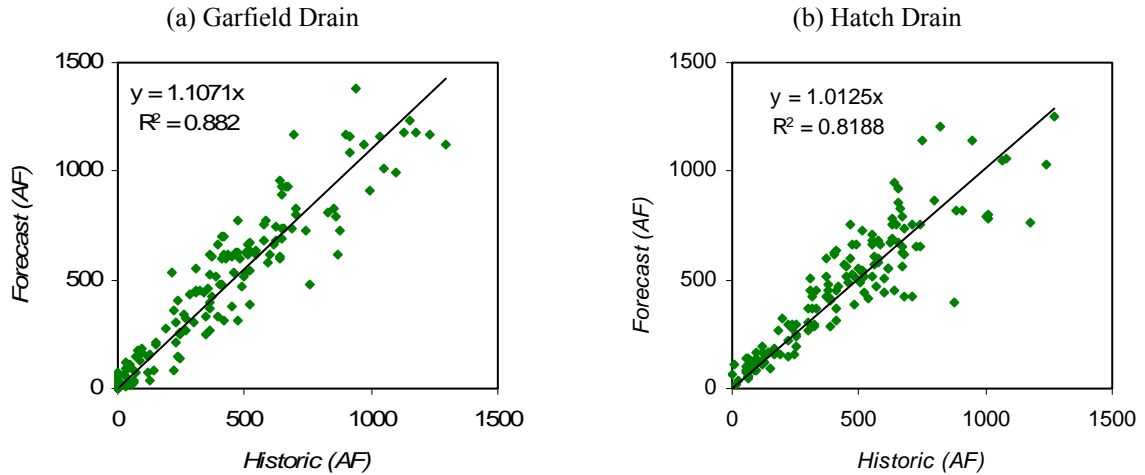 (a) Garfield Drain
1500
y = 1.1071x
R² = 0.882
1000
500
0
0 500 1000 1500
Forecast (AF)
Historic (AF)
(b) Hatch Drain
1500
y = 1.0125x
R² = 0.8188
1000
500
0
0 500 1000 1500
Forecast (AF)
Historic (AF)